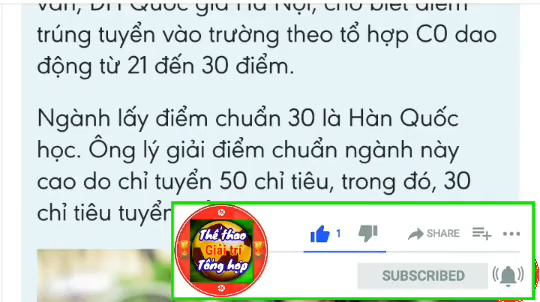 văn, ĐH Quốc gia Hà Nội, cho biết điểm
trúng tuyển vào trường theo tổ hợp C0 dao
động từ 21 đến 30 điểm.
Ngành lấy điểm chuẩn 30 là Hàn Quốc
học. Ông lý giải điểm chuẩn ngành này
cao do chỉ tuyển 50 chỉ tiêu, trong đó, 30
chỉ tiêu tuyển
Thể thao
Giải trí
Tổng hợp
1
SHARE
SUBSCRIBED